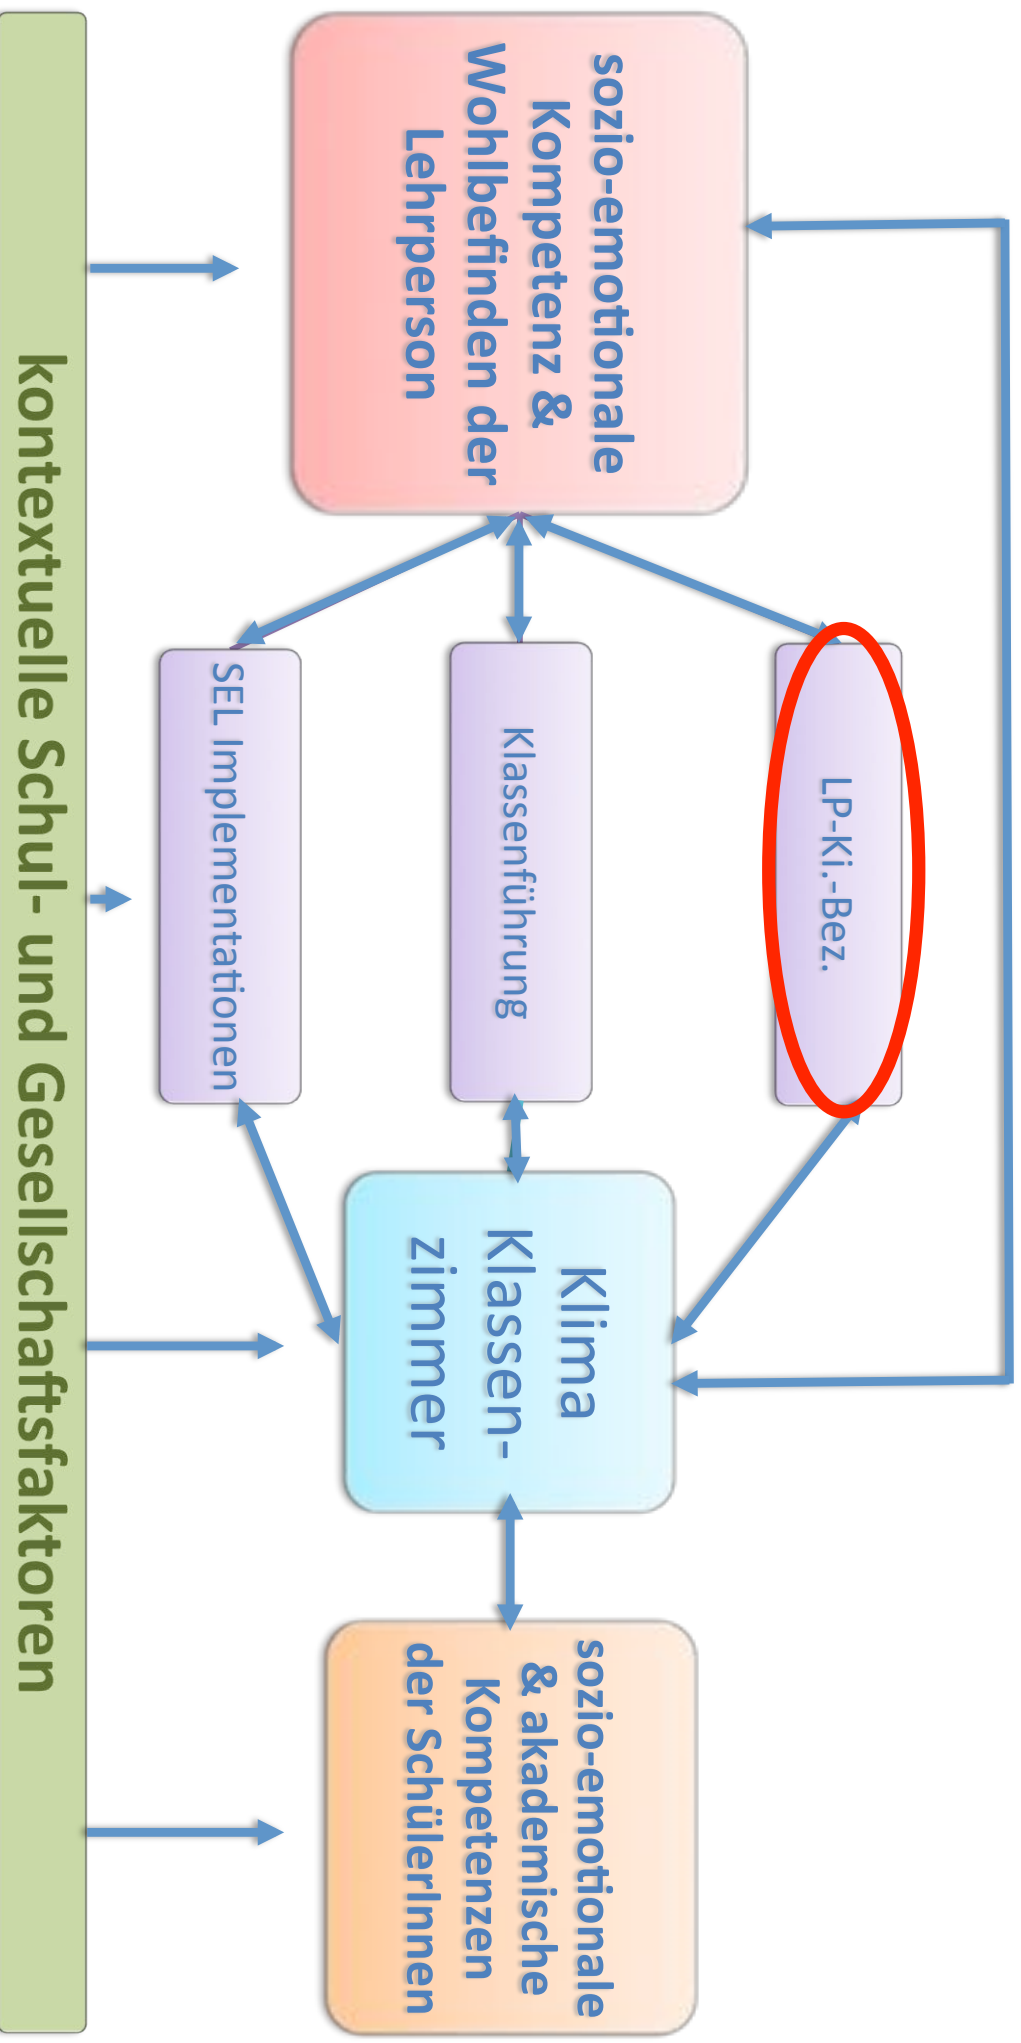 sozio-emotionale
Kompetenz &
Wohlbefinden der
Lehrperson
LP-Ki.-Bez.
Klassenführung
SEL Implementationen
Klima
Klassen-
zimmer
sozio-emotionale
& akademische
Kompetenzen
der SchülerInnen
kontextuelle Schul- und Gesellschaftsfaktoren